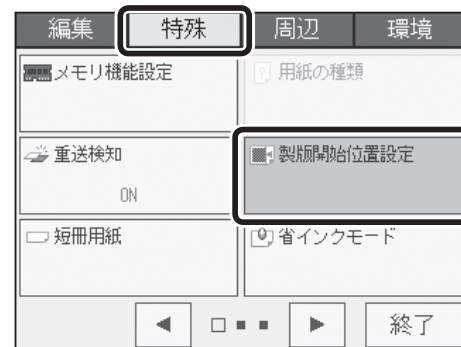 編集 特殊 周辺 環境
メモリ機能設定 用紙の種類
重送検知 製版開始位置設定
ON
短冊用紙 省インクモード
終了